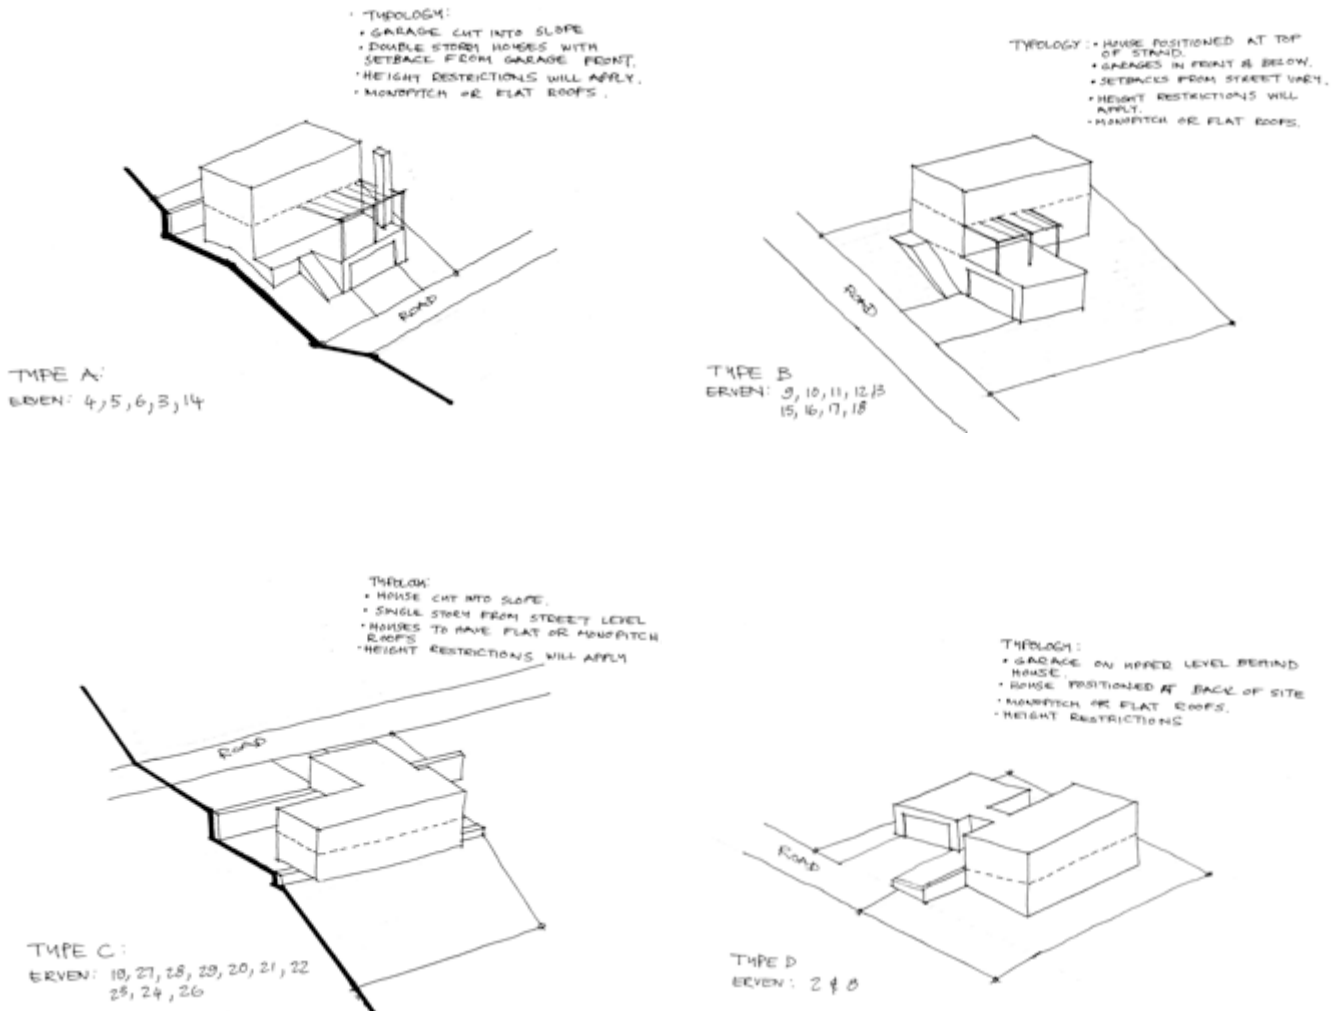 · TYPOLOGY:
• GARAGE CUT INTO SLOPE
• DOUBLE STORY HOUSES WITH
SETBACK FROM GARAGE FRONT.
• HEIGHT RESTRICTIONS WILL APPLY.
• MONOPITCH OR FLAT ROOFS.
ROAD
TYPE A:
ERVEN: 4, 5, 6, 3, 14
TYPOLOGY: • HOUSE POSITIONED AT TOP
OF STAND.
• GARAGES IN FRONT & BELOW.
• SETBACKS FROM STREET VARY.
• HEIGHT RESTRICTIONS WILL
APPLY.
• MONOPITCH OR FLAT ROOFS.
ROAD
TYPE B
ERVEN: 9, 10, 11, 12, 13
15, 16, 17, 18
TYPOLOGY:
• HOUSE CUT INTO SLOPE.
• SINGLE STORY FROM STREET LEVEL
• HOUSES TO HAVE FLAT OR MONOPITCH
ROOFS
• HEIGHT RESTRICTIONS WILL APPLY
ROAD
TYPE C:
ERVEN: 27, 28, 29, 20, 21, 22
24, 26
TYPOLOGY:
• GARAGE ON UPPER LEVEL BEHIND
HOUSE.
• HOUSE POSITIONED AT BACK OF SITE
• MONOPITCH OR FLAT ROOFS.
• HEIGHT RESTRICTIONS
ROAD
TYPE D
ERVEN: 2 &